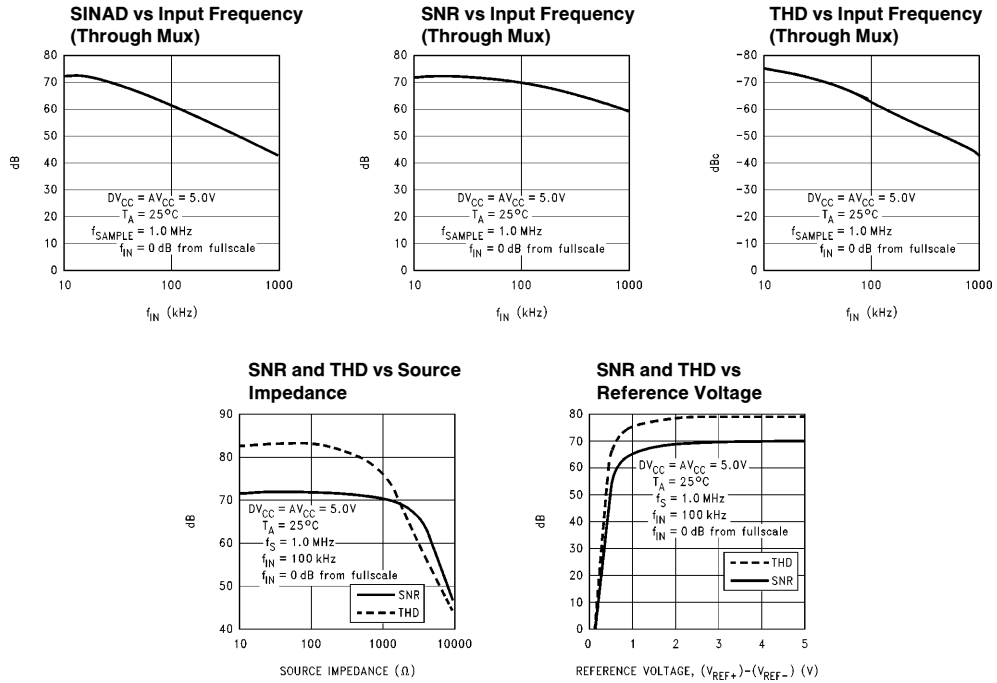 SINAD vs Input Frequency
(Through Mux)
80
70
60
50
40
30
20
10
0
dB
DVCC = AVCC = 5.0V
TA = 25°C
fSAMPLE = 1.0 MHz
fIN = 0 dB from fullscale
10
100
1000
fIN (kHz)
SNR vs Input Frequency
(Through Mux)
80
70
60
50
40
30
20
10
0
dB
DVCC = AVCC = 5.0V
TA = 25°C
fSAMPLE = 1.0 MHz
fIN = 0 dB from fullscale
10
100
1000
fIN (kHz)
THD vs Input Frequency
(Through Mux)
-80
-70
-60
-50
-40
-30
-20
-10
0
dBc
DVCC = AVCC = 5.0V
TA = 25°C
fSAMPLE = 1.0 MHz
fIN = 0 dB from fullscale
10
100
1000
fIN (kHz)
SNR and THD vs Source
Impedance
90
80
70
60
50
40
dB
DVCC = AVCC = 5.0V
TA = 25°C
fS = 1.0 MHz
fIN = 100 kHz
fIN = 0 dB from fullscale
SNR
THD
10
100
1000
10000
SOURCE IMPEDANCE (Ω)
SNR and THD vs
Reference Voltage
80
70
60
50
40
30
20
10
0
dB
DVCC = AVCC = 5.0V
TA = 25°C
fS = 1.0 MHz
fIN = 100 kHz
fIN = 0 dB from fullscale
THD
SNR
0
1
2
3
4
5
REFERENCE VOLTAGE, (VREF+)-(VREF-) (V)